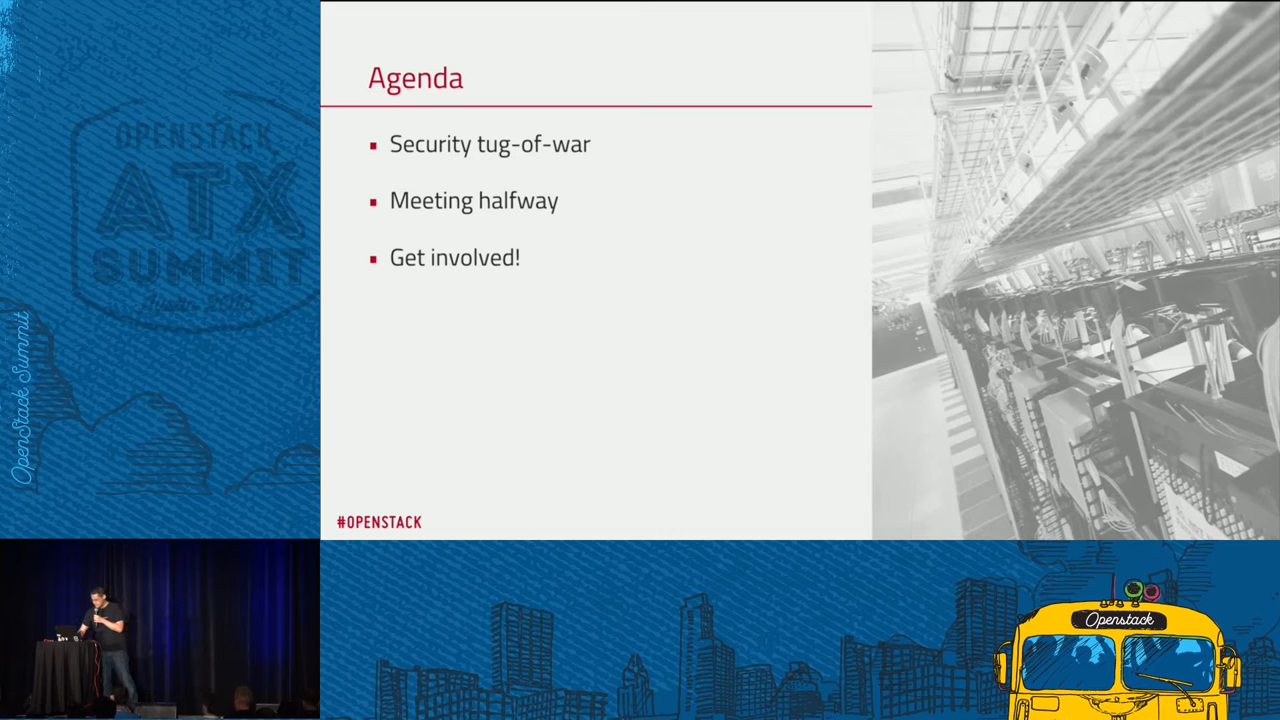 OPENSTACK
ATX
SUMMIT
Austin 2016
OpenStack Summit
Agenda
▪ Security tug-of-war
▪ Meeting halfway
▪ Get involved!
#OPENSTACK
Openstack